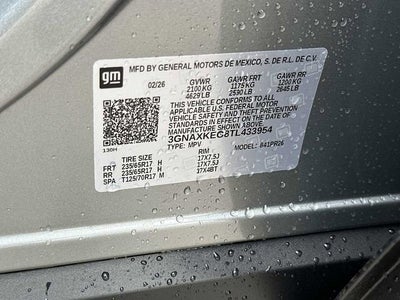 gm
MFD BY GENERAL MOTORS DE MEXICO, S. DE R.L. DE C.V.
02/26 GVWR GAWR FRT GAWR RR
2100 KG 1175 KG 1200 KG
4629 LB 2590 LB 2645 LB
THIS VEHICLE CONFORMS TO ALL APPLICABLE U.S. FEDERAL MOTOR VEHICLE SAFETY AND THEFT PREVENTION STANDARDS IN EFFECT ON THE DATE OF MANUFACTURE SHOWN ABOVE.
3GNAXKEC8TL433954
TYPE: MPV MODEL: 841PR26
TIRE SIZE RIM
FRT 235/65R17 H 17X7.5J
RR 235/65R17 H 17X7.5J
SPA T125/70R17 M 17X4BT